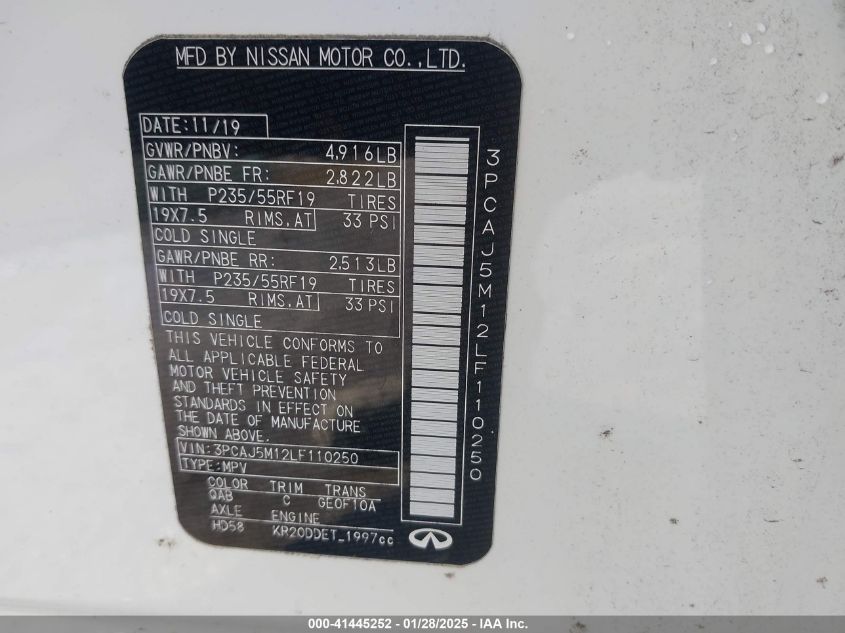 MFD BY NISSAN MOTOR CO.,LTD.
DATE:11/19
GVWR/PNBV: 4,916LB
GAWR/PNBE FR: 2,822LB
WITH P235/55RF19 TIRES
19X7.5 RIMS,AT 33 PSI
COLD SINGLE
GAWR/PNBE RR: 2,513LB
WITH P235/55RF19 TIRES
19X7.5 RIMS,AT 33 PSI
COLD SINGLE
THIS VEHICLE CONFORMS TO
ALL APPLICABLE FEDERAL
MOTOR VEHICLE SAFETY
AND THEFT PREVENTION
STANDARDS IN EFFECT ON
THE DATE OF MANUFACTURE
SHOWN ABOVE.
VIN:3PCAJ5M12LF110250
TYPE:MPV
COLOR TRIM TRANS
QAB C GE0F10A
AXLE ENGINE
HD58 KR20DDET_1997cc
3PCAJ5M12LF110250
000-41445252 - 01/28/2025 - IAA Inc.